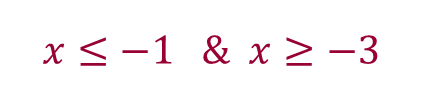 x ≤ −1 & x ≥ −3